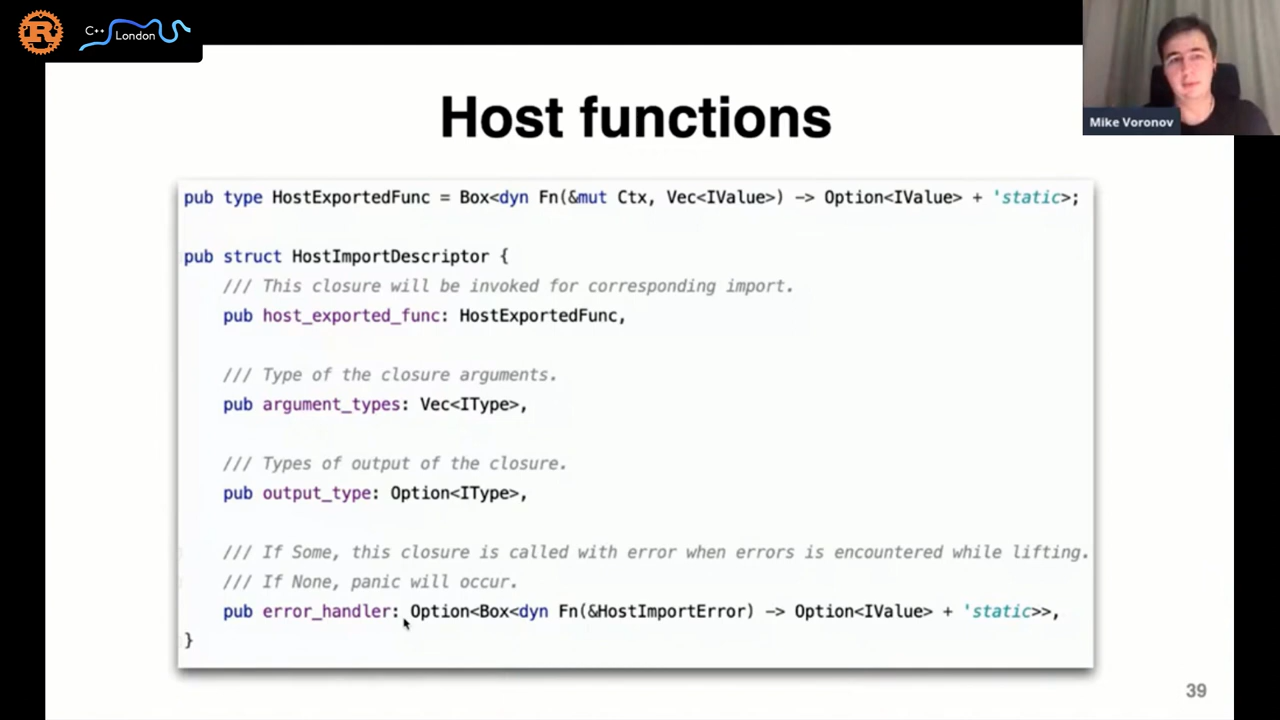 R
C++
London
Mike Voronov
Host functions
pub type HostExportedFunc = Box<dyn Fn(&mut Ctx, Vec<IValue>) -> Option<IValue> + 'static>;
pub struct HostImportDescriptor {
/// This closure will be invoked for corresponding import.
pub host_exported_func: HostExportedFunc,
/// Type of the closure arguments.
pub argument_types: Vec<IType>,
/// Types of output of the closure.
pub output_type: Option<IType>,
/// If Some, this closure is called with error when errors is encountered while lifting.
/// If None, panic will occur.
pub error_handler: Option<Box<dyn Fn(&HostImportError) -> Option<IValue> + 'static>>,
}
39